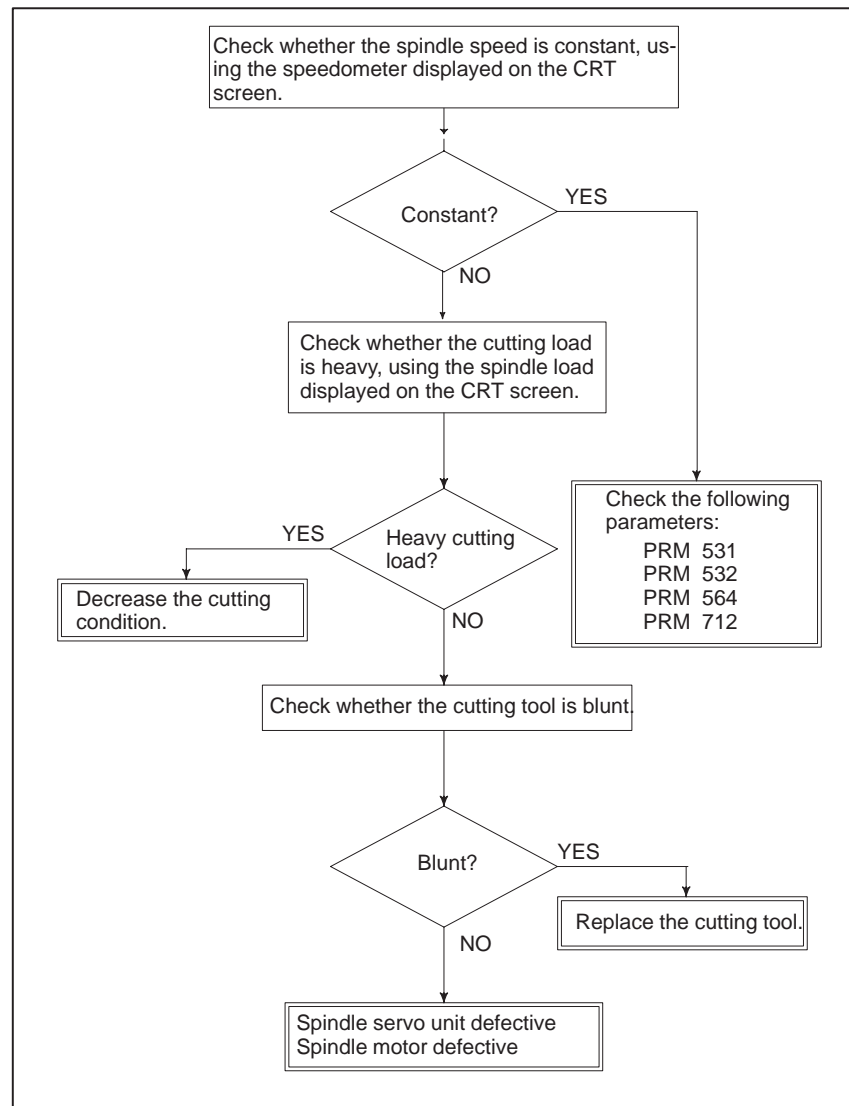 Check whether the spindle speed is constant, us-
ing the speedometer displayed on the CRT
screen.
Constant?
YES
NO
Check whether the cutting load
is heavy, using the spindle load
displayed on the CRT screen.
Check the following
parameters:
PRM 531
PRM 532
PRM 564
PRM 712
YES
Heavy cutting
load?
Decrease the cutting
condition.
NO
Check whether the cutting tool is blunt.
Blunt?
YES
Replace the cutting tool.
NO
Spindle servo unit defective
Spindle motor defective